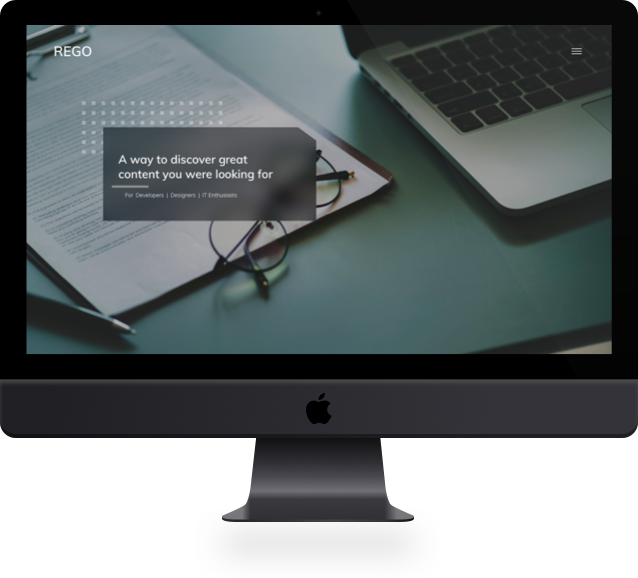 REGO
A way to discover great
content you were looking for
For Developers | Designers | IT Enthusiasts